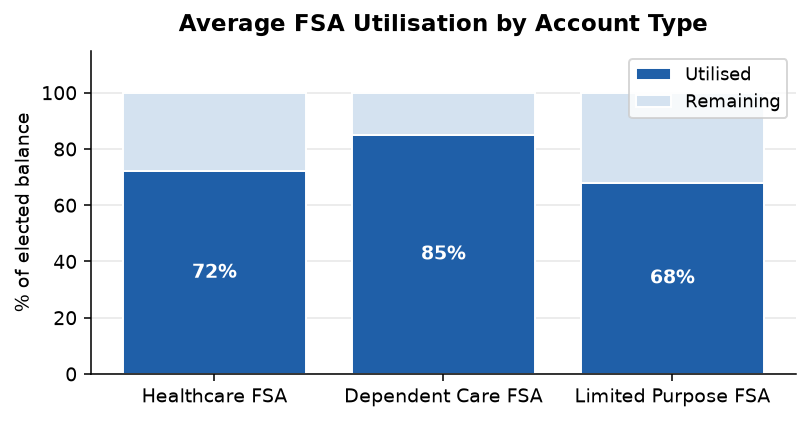 Average FSA Utilisation by Account Type
Utilised
Remaining
% of elected balance
100
80
60
40
20
0
72%
85%
68%
Healthcare FSA
Dependent Care FSA
Limited Purpose FSA